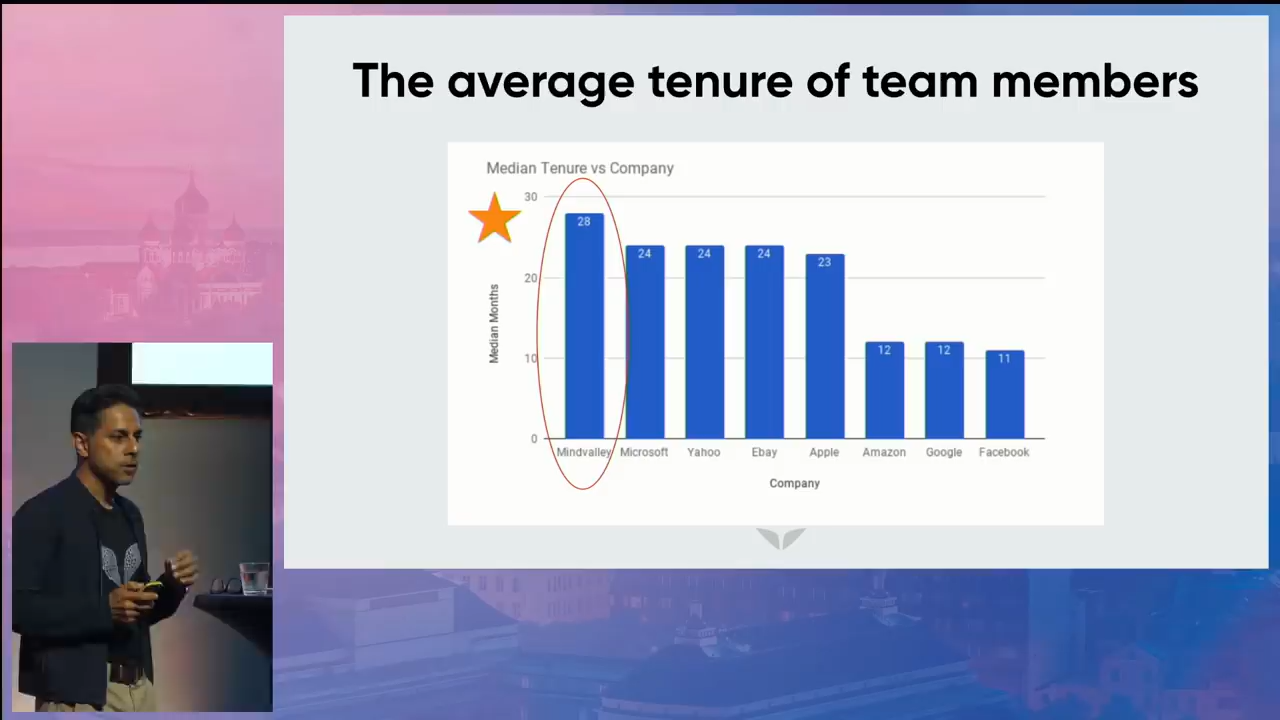 The average tenure of team members
Median Tenure vs Company
30
20
10
0
Median Months
28
24
24
24
23
12
12
11
Mindvalley
Microsoft
Yahoo
Ebay
Apple
Amazon
Google
Facebook
Company